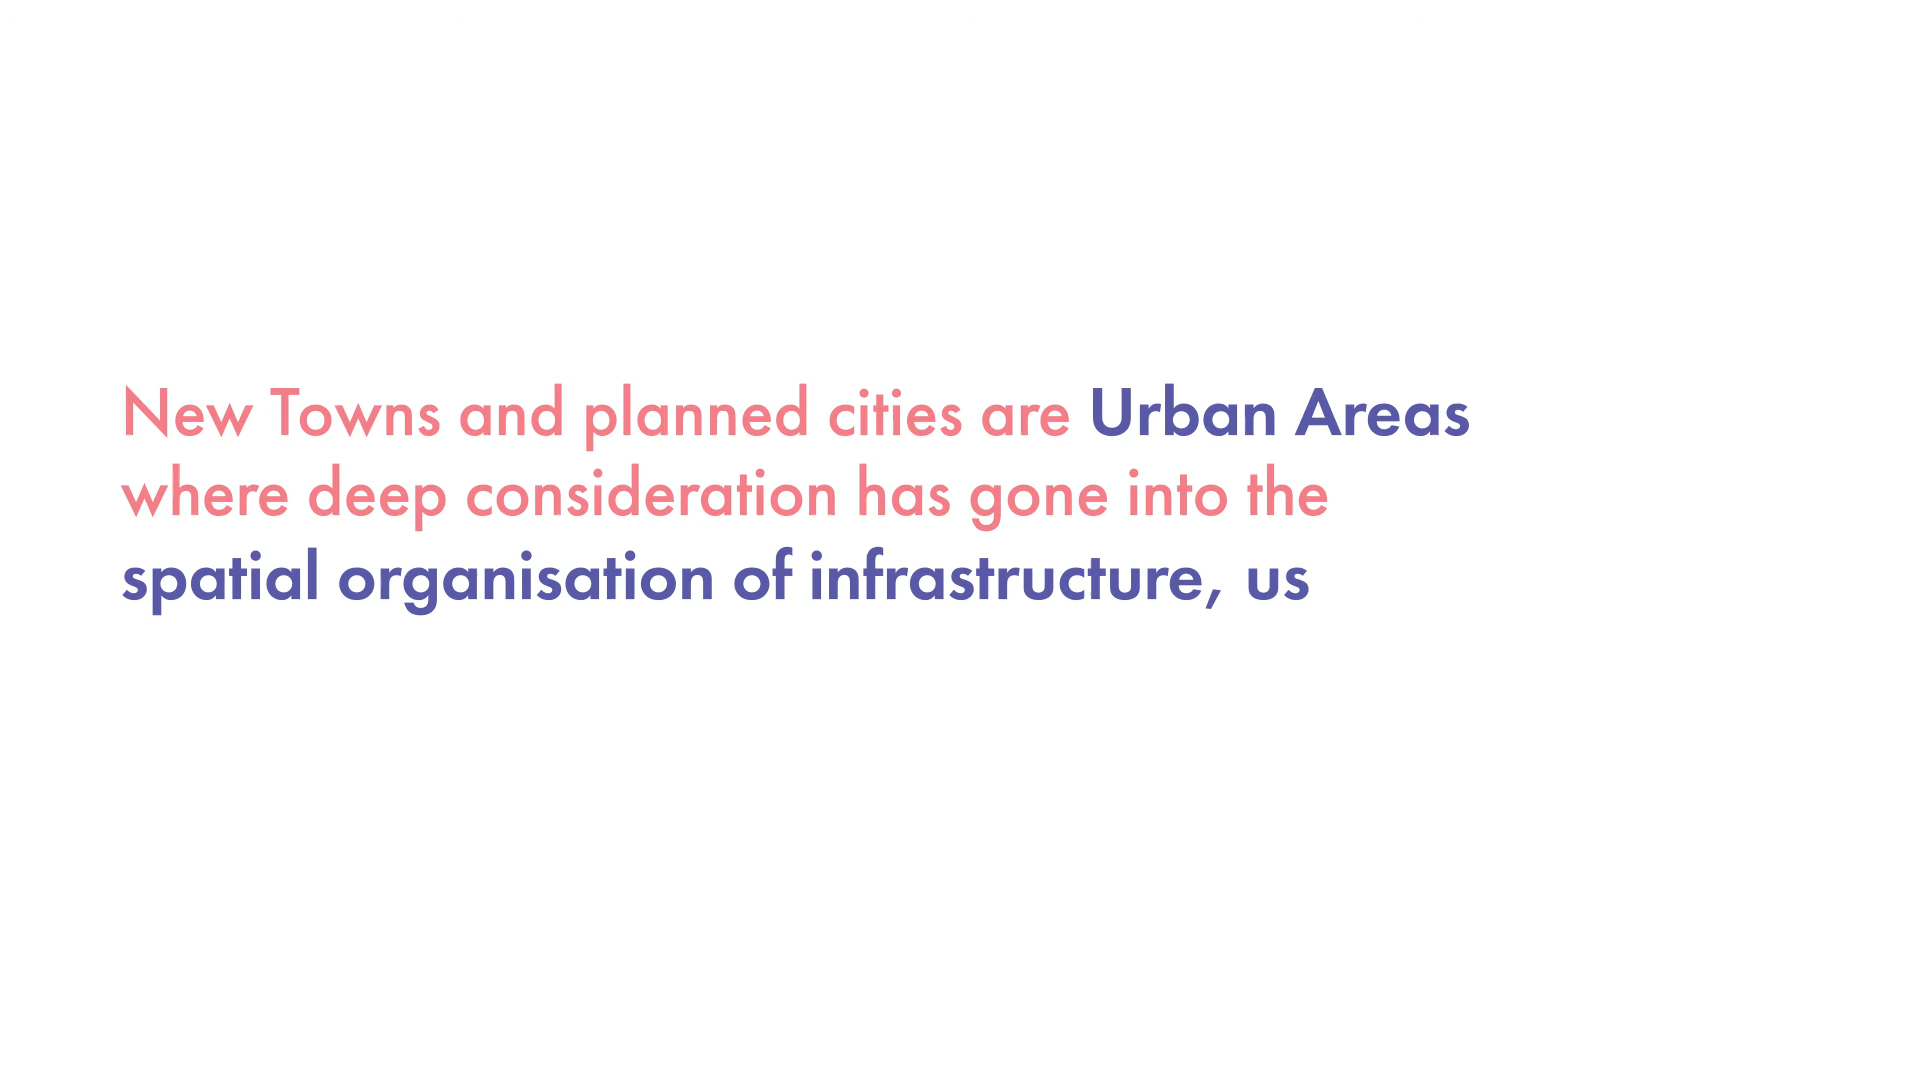 New Towns and planned cities are Urban Areas
where deep consideration has gone into the
spatial organisation of infrastructure, us